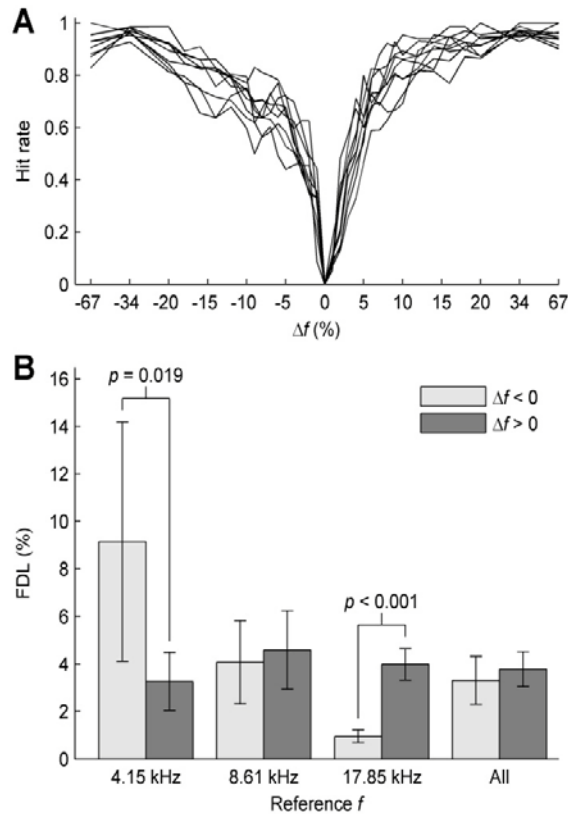 A
Hit rate
1
0.8
0.6
0.4
0.2
0
-67 -34 -20 -15 -10 -5 0 5 10 15 20 34 67
Δf (%)
B
FDL (%)
16
14
12
10
8
6
4
2
0
p = 0.019
p < 0.001
Δf < 0
Δf > 0
4.15 kHz 8.61 kHz 17.85 kHz All
Reference f